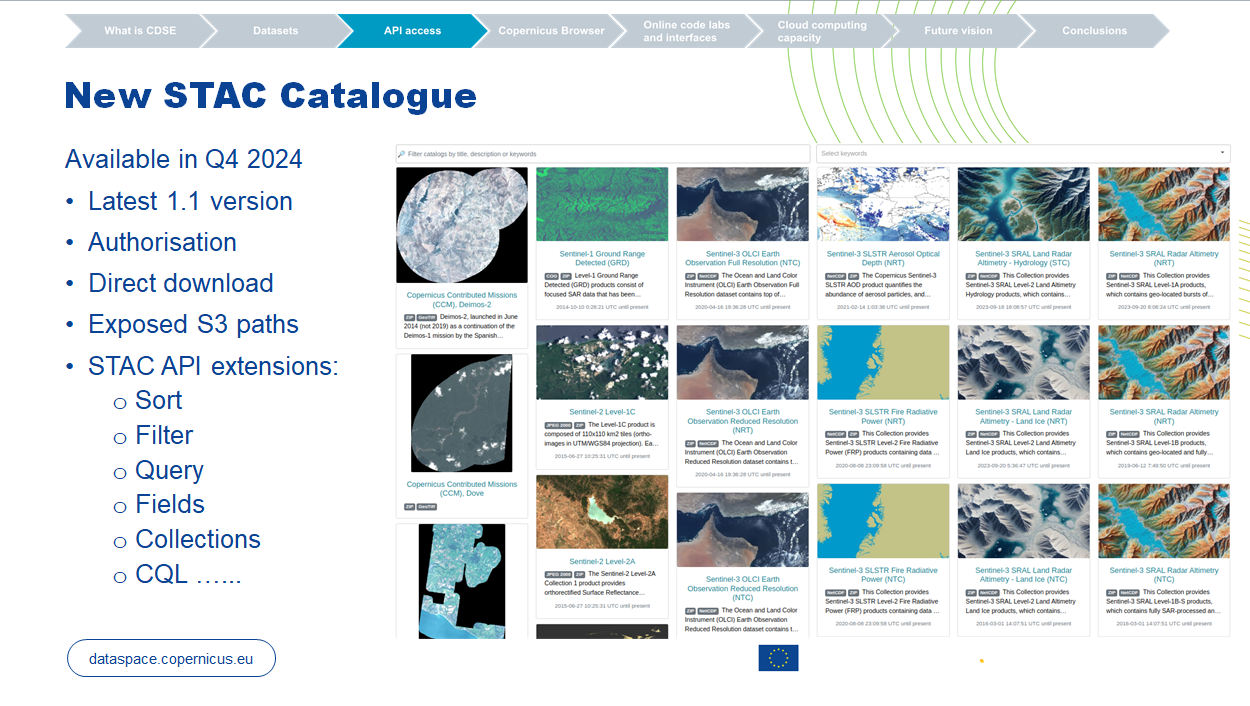 What is CDSE
Datasets
API access
Copernicus Browser
Online code labs
and interfaces
Cloud computing
capacity
Future vision
Conclusions
New STAC Catalogue
Available in Q4 2024
• Latest 1.1 version
• Authorisation
• Direct download
• Exposed S3 paths
• STAC API extensions:
o Sort
o Filter
o Query
o Fields
o Collections
o CQL …...
Filter catalogs by title, description or keywords
Select keywords
Copernicus Contributed Missions
(CCM), Deimos-2
ZIP GeoTiff Deimos-2, launched in June
2014 (not 2019) as a continuation of the
Deimos-1 mission by the Spanish…
Copernicus Contributed Missions
(CCM), Dove
ZIP GeoTiff
Sentinel-1 Ground Range
Detected (GRD)
COG ZIP Level-1 Ground Range
Detected (GRD) products consist of
focused SAR data that has been…
2014-10-10 0:28:21 UTC until present
Sentinel-2 Level-1C
JPEG 2000 ZIP The Level-1C product is
composed of 110x110 km2 tiles (ortho-
images in UTM/WGS84 projection). Ea…
2015-06-27 10:25:31 UTC until present
Sentinel-2 Level-2A
JPEG 2000 ZIP The Sentinel-2 Level-2A
Collection 1 product provides
orthorectified Surface Reflectance…
2015-06-27 10:25:31 UTC until present
Sentinel-3 OLCI Earth
Observation Full Resolution (NTC)
ZIP NetCDF The Ocean and Land Color
Instrument (OLCI) Earth Observation Full
Resolution dataset contains top of…
2020-04-16 19:36:28 UTC until present
Sentinel-3 OLCI Earth
Observation Reduced Resolution
(NRT)
ZIP NetCDF The Ocean and Land Color
Instrument (OLCI) Earth Observation
Reduced Resolution dataset contains t…
2020-04-16 19:36:28 UTC until present
Sentinel-3 OLCI Earth
Observation Reduced Resolution
(NTC)
ZIP NetCDF The Ocean and Land Color
Instrument (OLCI) Earth Observation
Reduced Resolution dataset contains t…
Sentinel-3 SLSTR Aerosol Optical
Depth (NRT)
NetCDF ZIP The Copernicus Sentinel-3
SLSTR AOD product quantifies the
abundance of aerosol particles, and…
2021-02-14 1:03:36 UTC until present
Sentinel-3 SLSTR Fire Radiative
Power (NRT)
NetCDF ZIP This Collection provides
Sentinel-3 SLSTR Level-2 Fire Radiative
Power (FRP) products containing data …
2020-08-08 23:09:58 UTC until present
Sentinel-3 SLSTR Fire Radiative
Power (NTC)
NetCDF ZIP This Collection provides
Sentinel-3 SLSTR Level-2 Fire Radiative
Power (FRP) products containing data …
2020-08-08 23:09:58 UTC until present
Sentinel-3 SRAL Land Radar
Altimetry - Hydrology (STC)
ZIP NetCDF This Collection provides
Sentinel-3 SRAL Level-2 Land Altimetry
Hydrology products, which contains…
2023-09-18 18:08:57 UTC until present
Sentinel-3 SRAL Land Radar
Altimetry - Land Ice (NRT)
ZIP NetCDF This Collection provides
Sentinel-3 SRAL Level-2 Land Altimetry
Land Ice products, which contains…
2023-09-20 5:36:47 UTC until present
Sentinel-3 SRAL Land Radar
Altimetry - Land Ice (NTC)
ZIP NetCDF This Collection provides
Sentinel-3 SRAL Level-2 Land Altimetry
Land Ice products, which contains…
2016-03-01 14:07:51 UTC until present
Sentinel-3 SRAL Radar Altimetry
(NRT)
ZIP NetCDF This Collection provides
Sentinel-3 SRAL Level-1A products,
which contains geo-located bursts of…
2023-09-20 8:08:24 UTC until present
Sentinel-3 SRAL Radar Altimetry
(NRT)
ZIP NetCDF This Collection provides
Sentinel-3 SRAL Level-1B products,
which contains geo-located and fully…
2019-06-12 7:49:50 UTC until present
Sentinel-3 SRAL Radar Altimetry
(NTC)
ZIP NetCDF This Collection provides
Sentinel-3 SRAL Level-1B-S products,
which contains fully SAR-processed an…
2016-03-01 14:07:51 UTC until present
dataspace.copernicus.eu